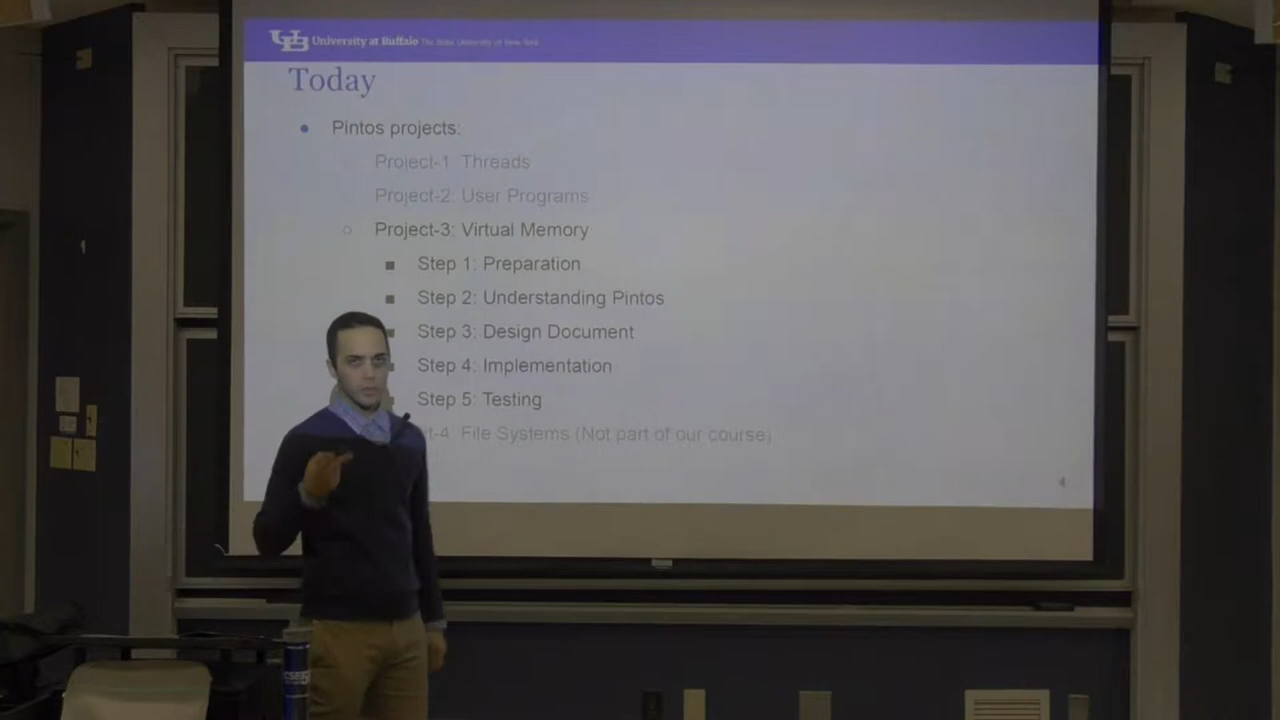 University at Buffalo The State University of New York
Today
Pintos projects:
Project-1: Threads
Project-2: User Programs
Project-3: Virtual Memory
Step 1: Preparation
Step 2: Understanding Pintos
Step 3: Design Document
Step 4: Implementation
Step 5: Testing
t-4: File Systems (Not part of our course)
4